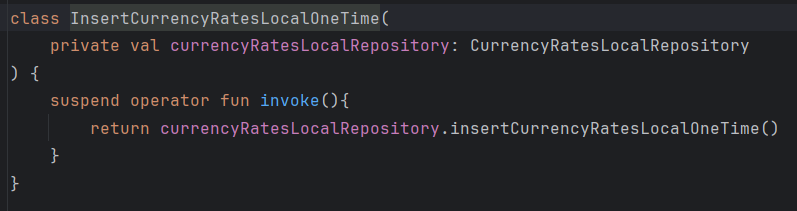 class InsertCurrencyRatesLocalOneTime(
    private val currencyRatesLocalRepository: CurrencyRatesLocalRepository
) {
    suspend operator fun invoke(){
        return currencyRatesLocalRepository.insertCurrencyRatesLocalOneTime()
    }
}